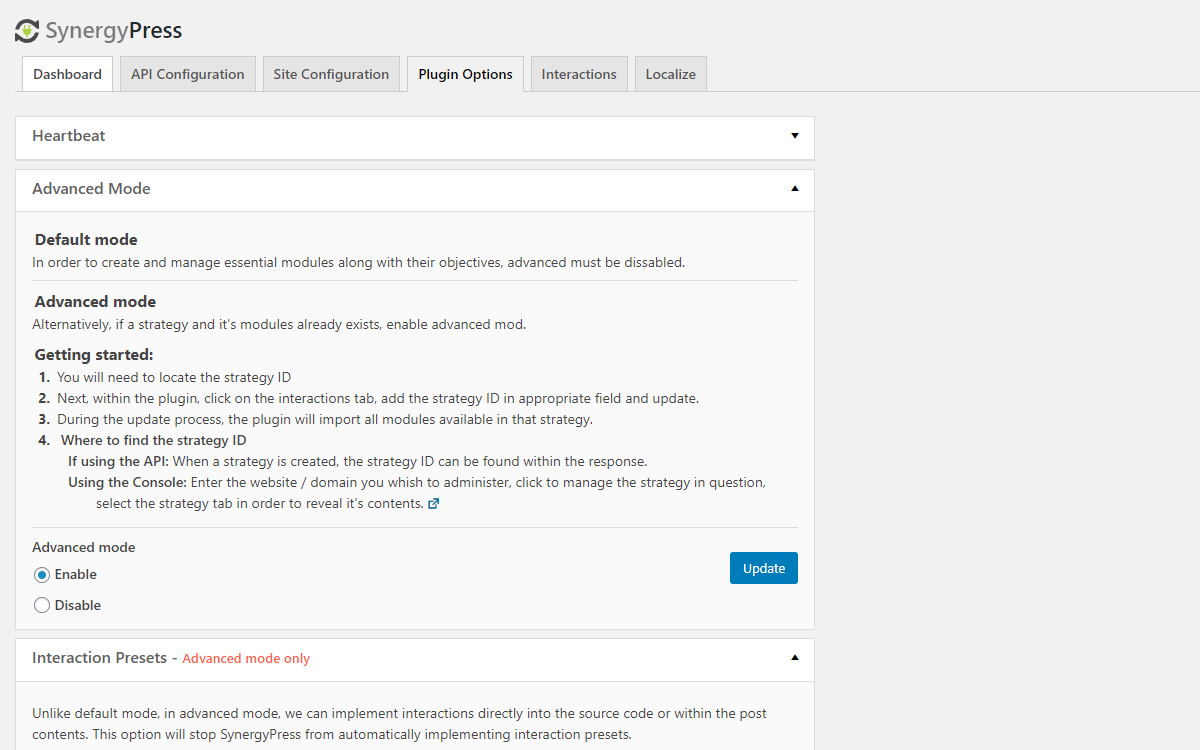 SynergyPress
Dashboard API Configuration Site Configuration Plugin Options Interactions Localize
Heartbeat
Advanced Mode
Default mode
In order to create and manage essential modules along with their objectives, advanced must be dissabled.
Advanced mode
Alternatively, if a strategy and it's modules already exists, enable advanced mod.
Getting started:
1. You will need to locate the strategy ID
2. Next, within the plugin, click on the interactions tab, add the strategy ID in appropriate field and update.
3. During the update process, the plugin will import all modules available in that strategy.
4. Where to find the strategy ID
If using the API: When a strategy is created, the strategy ID can be found within the response.
Using the Console: Enter the website / domain you whish to administer, click to manage the strategy in question,
select the strategy tab in order to reveal it's contents.
Advanced mode
Enable
Update
Disable
Interaction Presets - Advanced mode only
Unlike default mode, in advanced mode, we can implement interactions directly into the source code or within the post
contents. This option will stop SynergyPress from automatically implementing interaction presets.